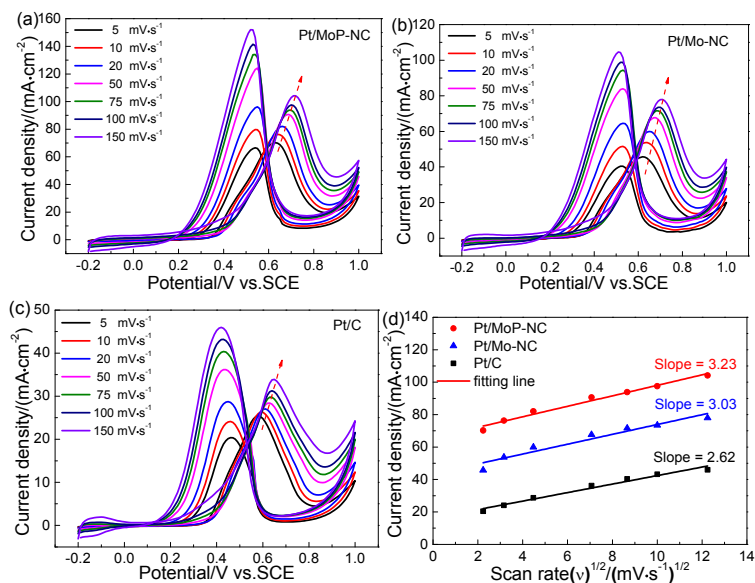 (a)
Pt/MoP-NC
5 mV·s⁻¹
10 mV·s⁻¹
20 mV·s⁻¹
50 mV·s⁻¹
75 mV·s⁻¹
100 mV·s⁻¹
150 mV·s⁻¹
160
140
120
100
80
60
40
20
0
Current density/(mA·cm⁻²)
-0.2 0.0 0.2 0.4 0.6 0.8 1.0
Potential/V vs.SCE
(b)
Pt/Mo-NC
5 mV·s⁻¹
10 mV·s⁻¹
20 mV·s⁻¹
50 mV·s⁻¹
75 mV·s⁻¹
100 mV·s⁻¹
150 mV·s⁻¹
120
100
80
60
40
20
0
Current density/(mA·cm⁻²)
-0.2 0.0 0.2 0.4 0.6 0.8 1.0
Potential/V vs.SCE
(c)
Pt/C
5 mV·s⁻¹
10 mV·s⁻¹
20 mV·s⁻¹
50 mV·s⁻¹
75 mV·s⁻¹
100 mV·s⁻¹
150 mV·s⁻¹
50
40
30
20
10
0
Current density/(mA·cm⁻²)
-0.2 0.0 0.2 0.4 0.6 0.8 1.0
Potential/V vs.SCE
(d)
Pt/MoP-NC
Pt/Mo-NC
Pt/C
fitting line
Slope = 3.23
Slope = 3.03
Slope = 2.62
140
120
100
80
60
40
20
0
Current density/(mA·cm⁻²)
0 2 4 6 8 10 12 14
Scan rate(ν)^1/2/(mV·s⁻¹)^1/2